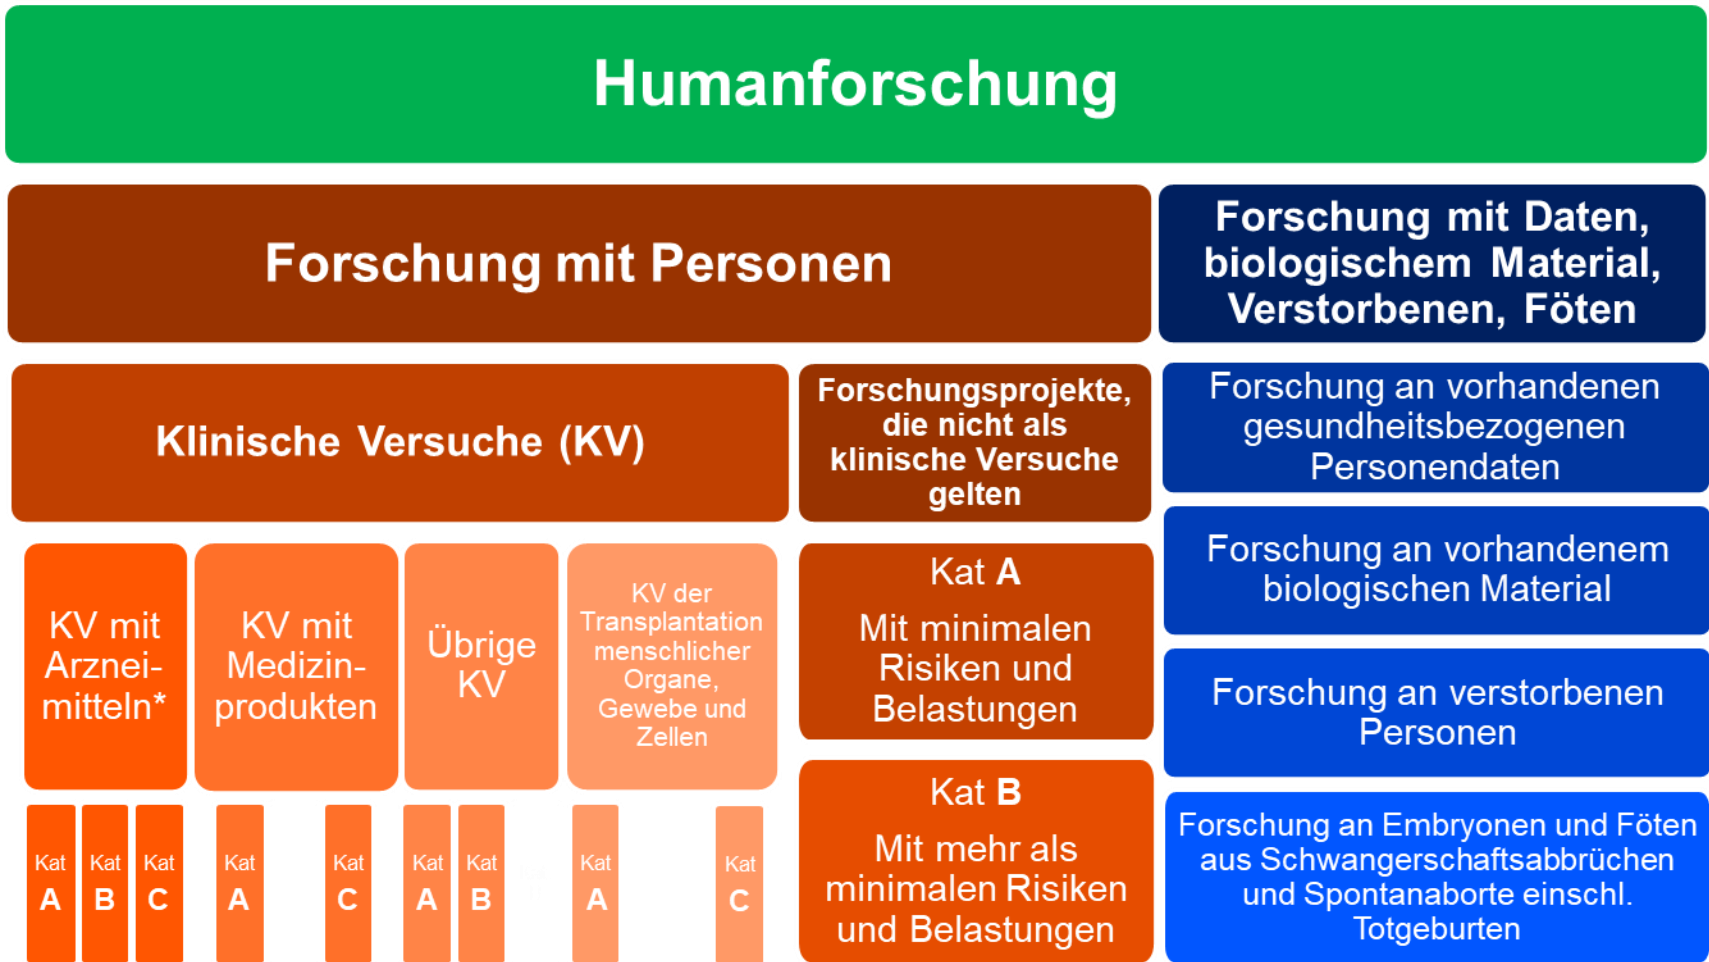 Humanforschung
Forschung mit Personen
Forschung mit Daten,
biologischem Material,
Verstorbenen, Föten
Klinische Versuche (KV)
Forschungsprojekte,
die nicht als
klinische Versuche
gelten
Forschung an vorhandenen
gesundheitsbezogenen
Personendaten
Forschung an vorhandenem
biologischen Material
Forschung an verstorbenen
Personen
Forschung an Embryonen und Föten
aus Schwangerschaftsabbrüchen
und Spontanaborte einschl.
Totgeburten
KV mit
Arznei-
mitteln*
KV mit
Medizin-
produkten
Übrige
KV
KV der
Transplantation
menschlicher
Organe,
Gewebe und
Zellen
Kat A
Mit minimalen
Risiken und
Belastungen
Kat B
Mit mehr als
minimalen Risiken
und Belastungen
Kat
A
Kat
B
Kat
C
Kat
A
Kat
C
Kat
A
Kat
B
Kat
A
Kat
C